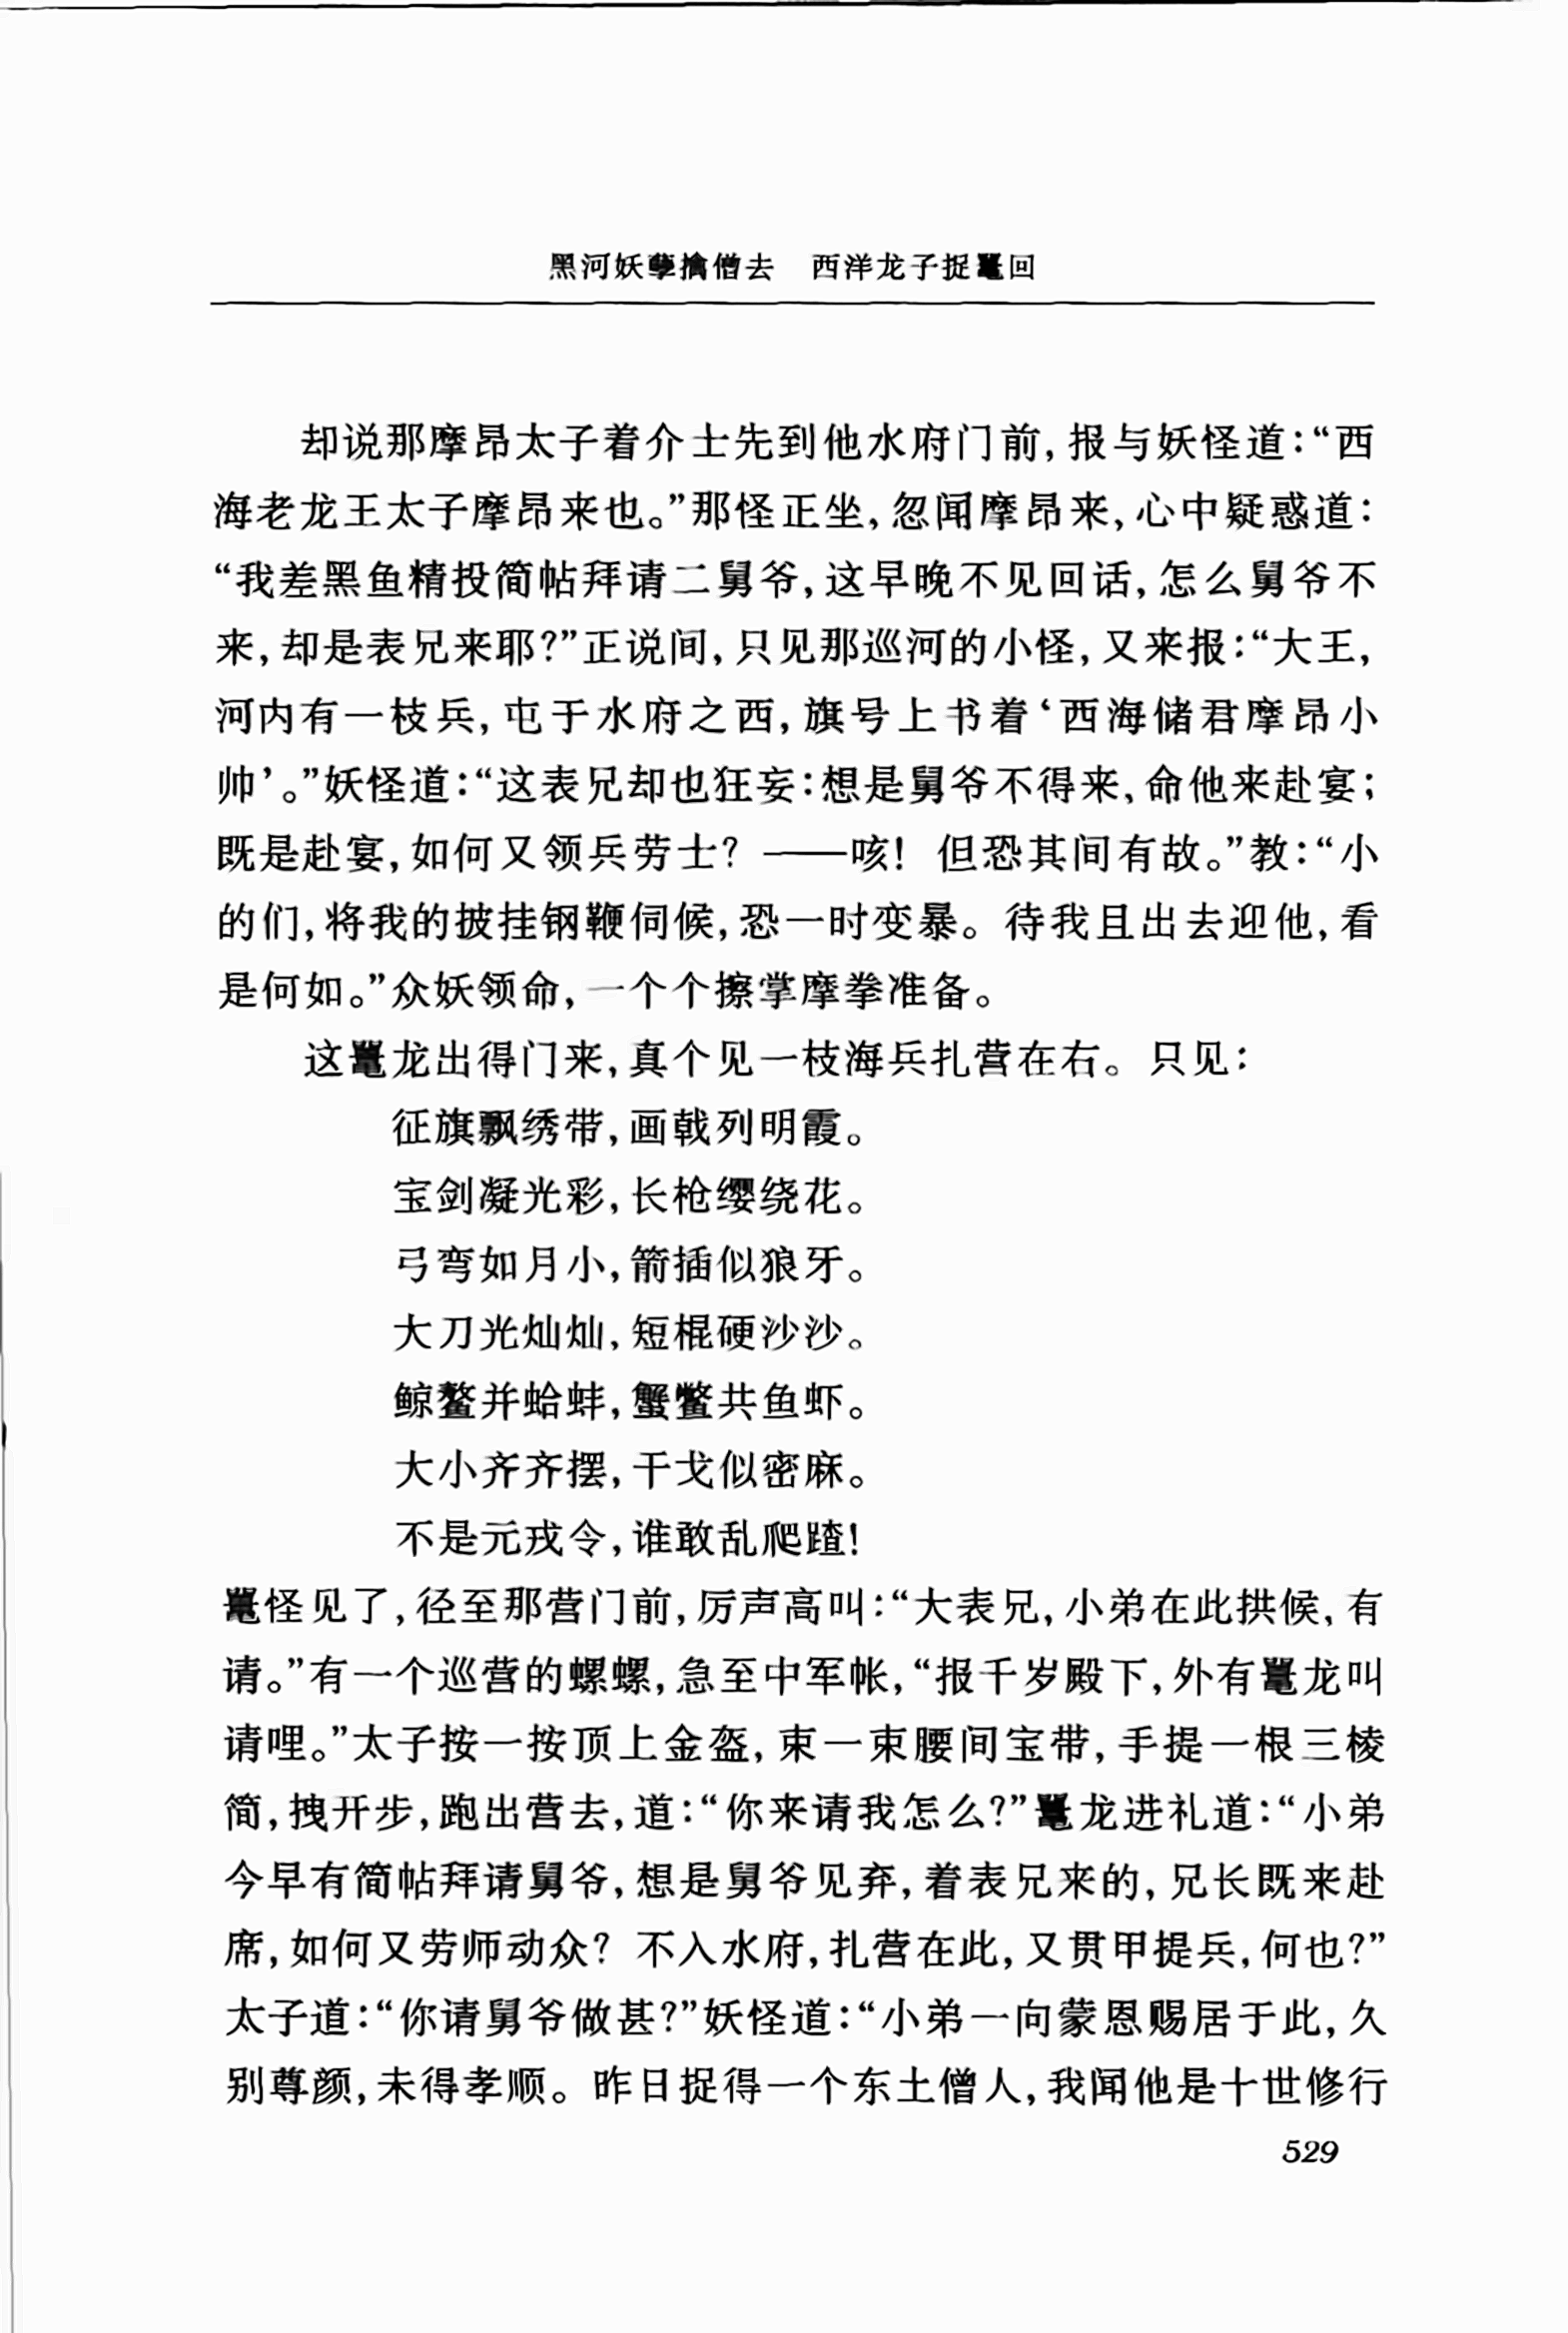 黑河妖孽擒僧去　西洋龙子捉鼍回
却说那摩昂太子着介士先到他水府门前,报与妖怪道:“西
海老龙王太子摩昂来也。”那怪正坐,忽闻摩昂来,心中疑惑道:
“我差黑鱼精投简帖拜请二舅爷,这早晚不见回话,怎么舅爷不
来,却是表兄来耶?”正说间,只见那巡河的小怪,又来报:“大王,
河内有一枝兵,屯于水府之西,旗号上书着‘西海储君摩昂小
帅’。”妖怪道:“这表兄却也狂妄:想是舅爷不得来,命他来赴宴;
既是赴宴,如何又领兵劳士? ——咳! 但恐其间有故。”教:“小
的们,将我的披挂钢鞭伺候,恐一时变暴。待我且出去迎他,看
是何如。”众妖领命,一个个擦掌摩拳准备。
这鼍龙出得门来,真个见一枝海兵扎营在右。只见:
征旗飘绣带,画戟列明霞。
宝剑凝光彩,长枪缨绕花。
弓弯如月小,箭插似狼牙。
大刀光灿灿,短棍硬沙沙。
鲸鳌并蛤蚌,蟹鳖共鱼虾。
大小齐齐摆,干戈似密麻。
不是元戎令,谁敢乱爬蹅!
鼍怪见了,径至那营门前,厉声高叫:“大表兄,小弟在此拱候,有
请。”有一个巡营的螺螺,急至中军帐,“报千岁殿下,外有鼍龙叫
请哩。”太子按一按顶上金盔,束一束腰间宝带,手提一根三棱
简,拽开步,跑出营去,道:“你来请我怎么?”鼍龙进礼道:“小弟
今早有简帖拜请舅爷,想是舅爷见弃,着表兄来的,兄长既来赴
席,如何又劳师动众? 不入水府,扎营在此,又贯甲提兵,何也?”
太子道:“你请舅爷做甚?”妖怪道:“小弟一向蒙恩赐居于此,久
别尊颜,未得孝顺。昨日捉得一个东土僧人,我闻他是十世修行
529